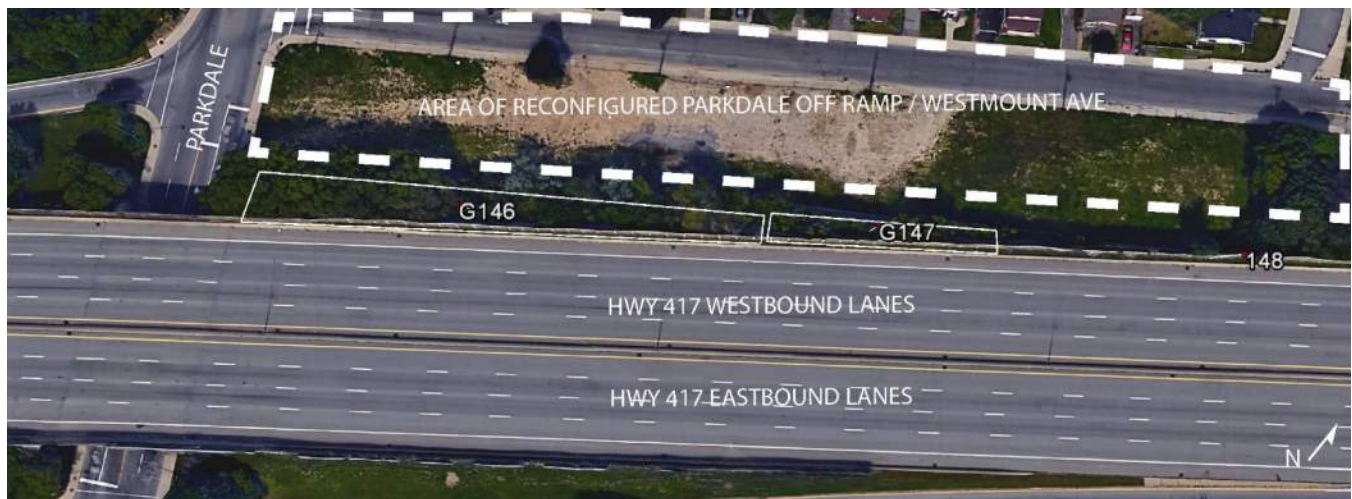 PARKDALE
AREA OF RECONFIGURED PARKDALE OFF RAMP / WESTMOUNT AVE
G146
G147
148
HWY 417 WESTBOUND LANES
HWY 417 EASTBOUND LANES
N